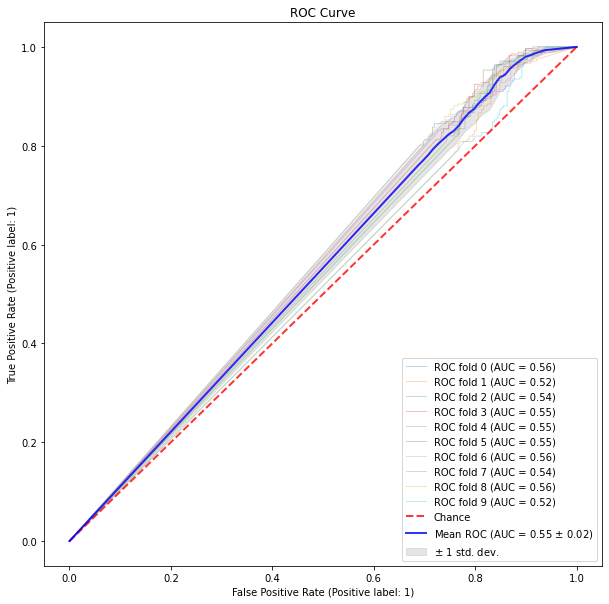 ROC Curve
True Positive Rate (Positive label: 1)
1.0
0.8
0.6
0.4
0.2
0.0
ROC fold 0 (AUC = 0.56)
ROC fold 1 (AUC = 0.52)
ROC fold 2 (AUC = 0.54)
ROC fold 3 (AUC = 0.55)
ROC fold 4 (AUC = 0.55)
ROC fold 5 (AUC = 0.55)
ROC fold 6 (AUC = 0.56)
ROC fold 7 (AUC = 0.54)
ROC fold 8 (AUC = 0.56)
ROC fold 9 (AUC = 0.52)
Chance
Mean ROC (AUC = 0.55 ± 0.02)
± 1 std. dev.
0.0 0.2 0.4 0.6 0.8 1.0
False Positive Rate (Positive label: 1)